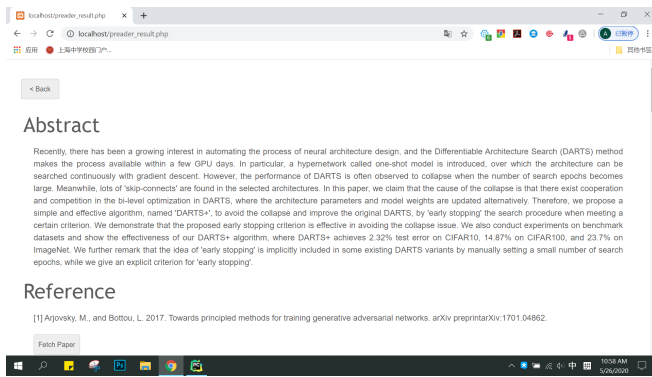 localhost/preader_result.php
localhost/preader_result.php
已暂停
应用 上海中学校园门户...
其他书签
< Back
Abstract
Recently, there has been a growing interest in automating the process of neural architecture design, and the Differentiable Architecture Search (DARTS) method
makes the process available within a few GPU days. In particular, a hypernetwork called one-shot model is introduced, over which the architecture can be
searched continuously with gradient descent. However, the performance of DARTS is often observed to collapse when the number of search epochs becomes
large. Meanwhile, lots of 'skip-connects' are found in the selected architectures. In this paper, we claim that the cause of the collapse is that there exist cooperation
and competition in the bi-level optimization in DARTS, where the architecture parameters and model weights are updated alternatively. Therefore, we propose a
simple and effective algorithm, named 'DARTS+', to avoid the collapse and improve the original DARTS, by 'early stopping' the search procedure when meeting a
certain criterion. We demonstrate that the proposed early stopping criterion is effective in avoiding the collapse issue. We also conduct experiments on benchmark
datasets and show the effectiveness of our DARTS+ algorithm, where DARTS+ achieves 2.32% test error on CIFAR10, 14.87% on CIFAR100, and 23.7% on
ImageNet. We further remark that the idea of 'early stopping' is implicitly included in some existing DARTS variants by manually setting a small number of search
epochs, while we give an explicit criterion for 'early stopping'.
Reference
[1] Arjovsky, M., and Bottou, L. 2017. Towards principled methods for training generative adversarial networks. arXiv preprintarXiv:1701.04862.
Fetch Paper
Ps
中
10:58 AM
5/26/2020